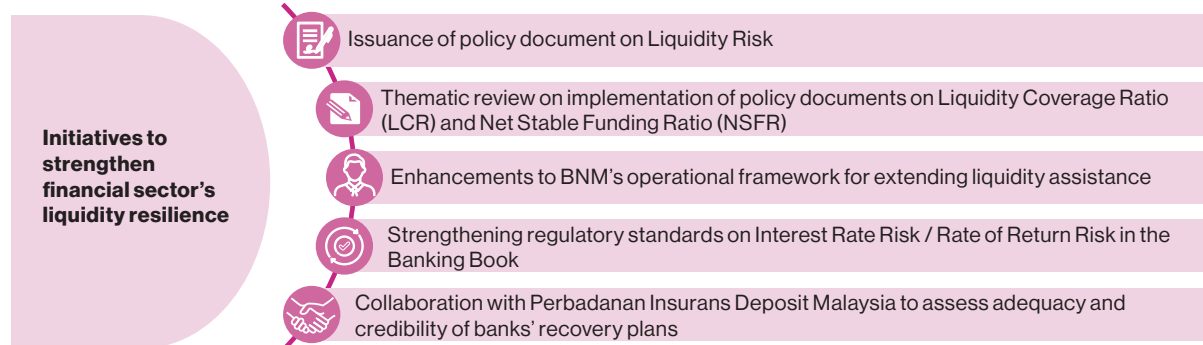 Initiatives to
strengthen
financial sector's
liquidity resilience
Issuance of policy document on Liquidity Risk
Thematic review on implementation of policy documents on Liquidity Coverage Ratio
(LCR) and Net Stable Funding Ratio (NSFR)
Enhancements to BNM's operational framework for extending liquidity assistance
Strengthening regulatory standards on Interest Rate Risk / Rate of Return Risk in the
Banking Book
Collaboration with Perbadanan Insurans Deposit Malaysia to assess adequacy and
credibility of banks' recovery plans